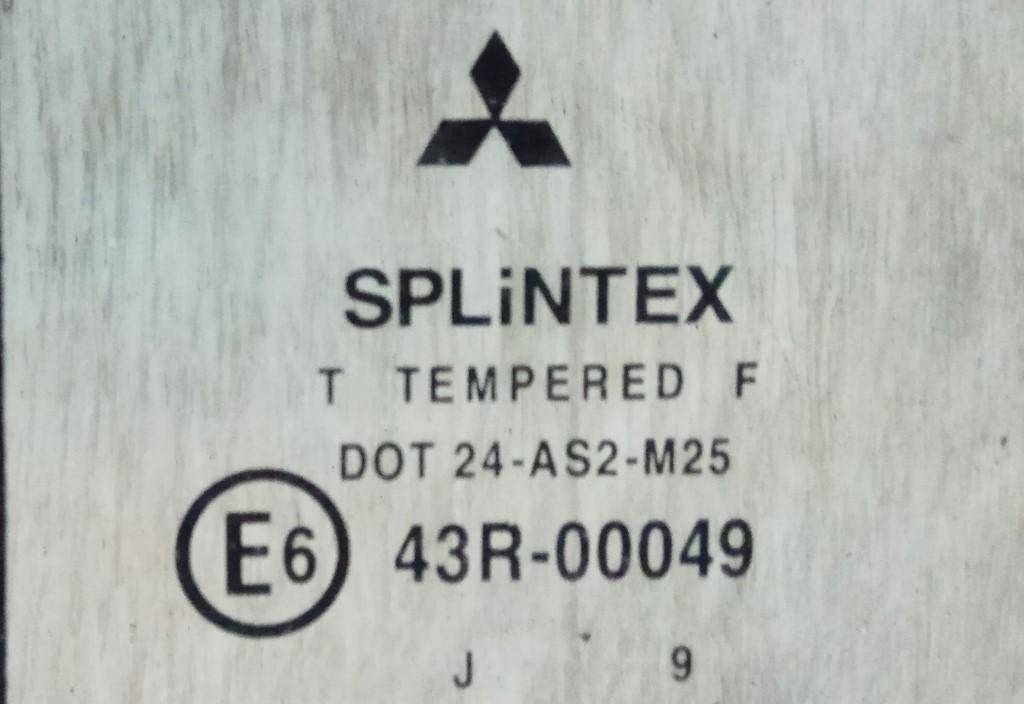 SPLiNTEX
T TEMPERED F
DOT 24-AS2-M25
E6 43R-00049
J 9